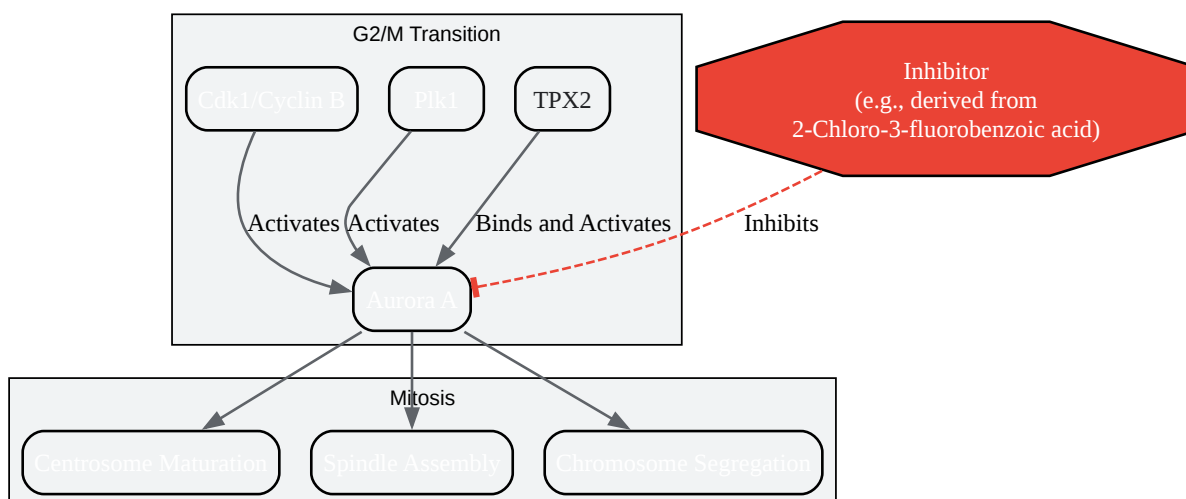 G2/M Transition
Cdk1/Cyclin B
Plk1
TPX2
Inhibitor
(e.g., derived from
2-Chloro-3-fluorobenzoic acid)
Activates
Activates
Binds and Activates
Inhibits
Aurora A
Mitosis
Centrosome Maturation
Spindle Assembly
Chromosome Segregation